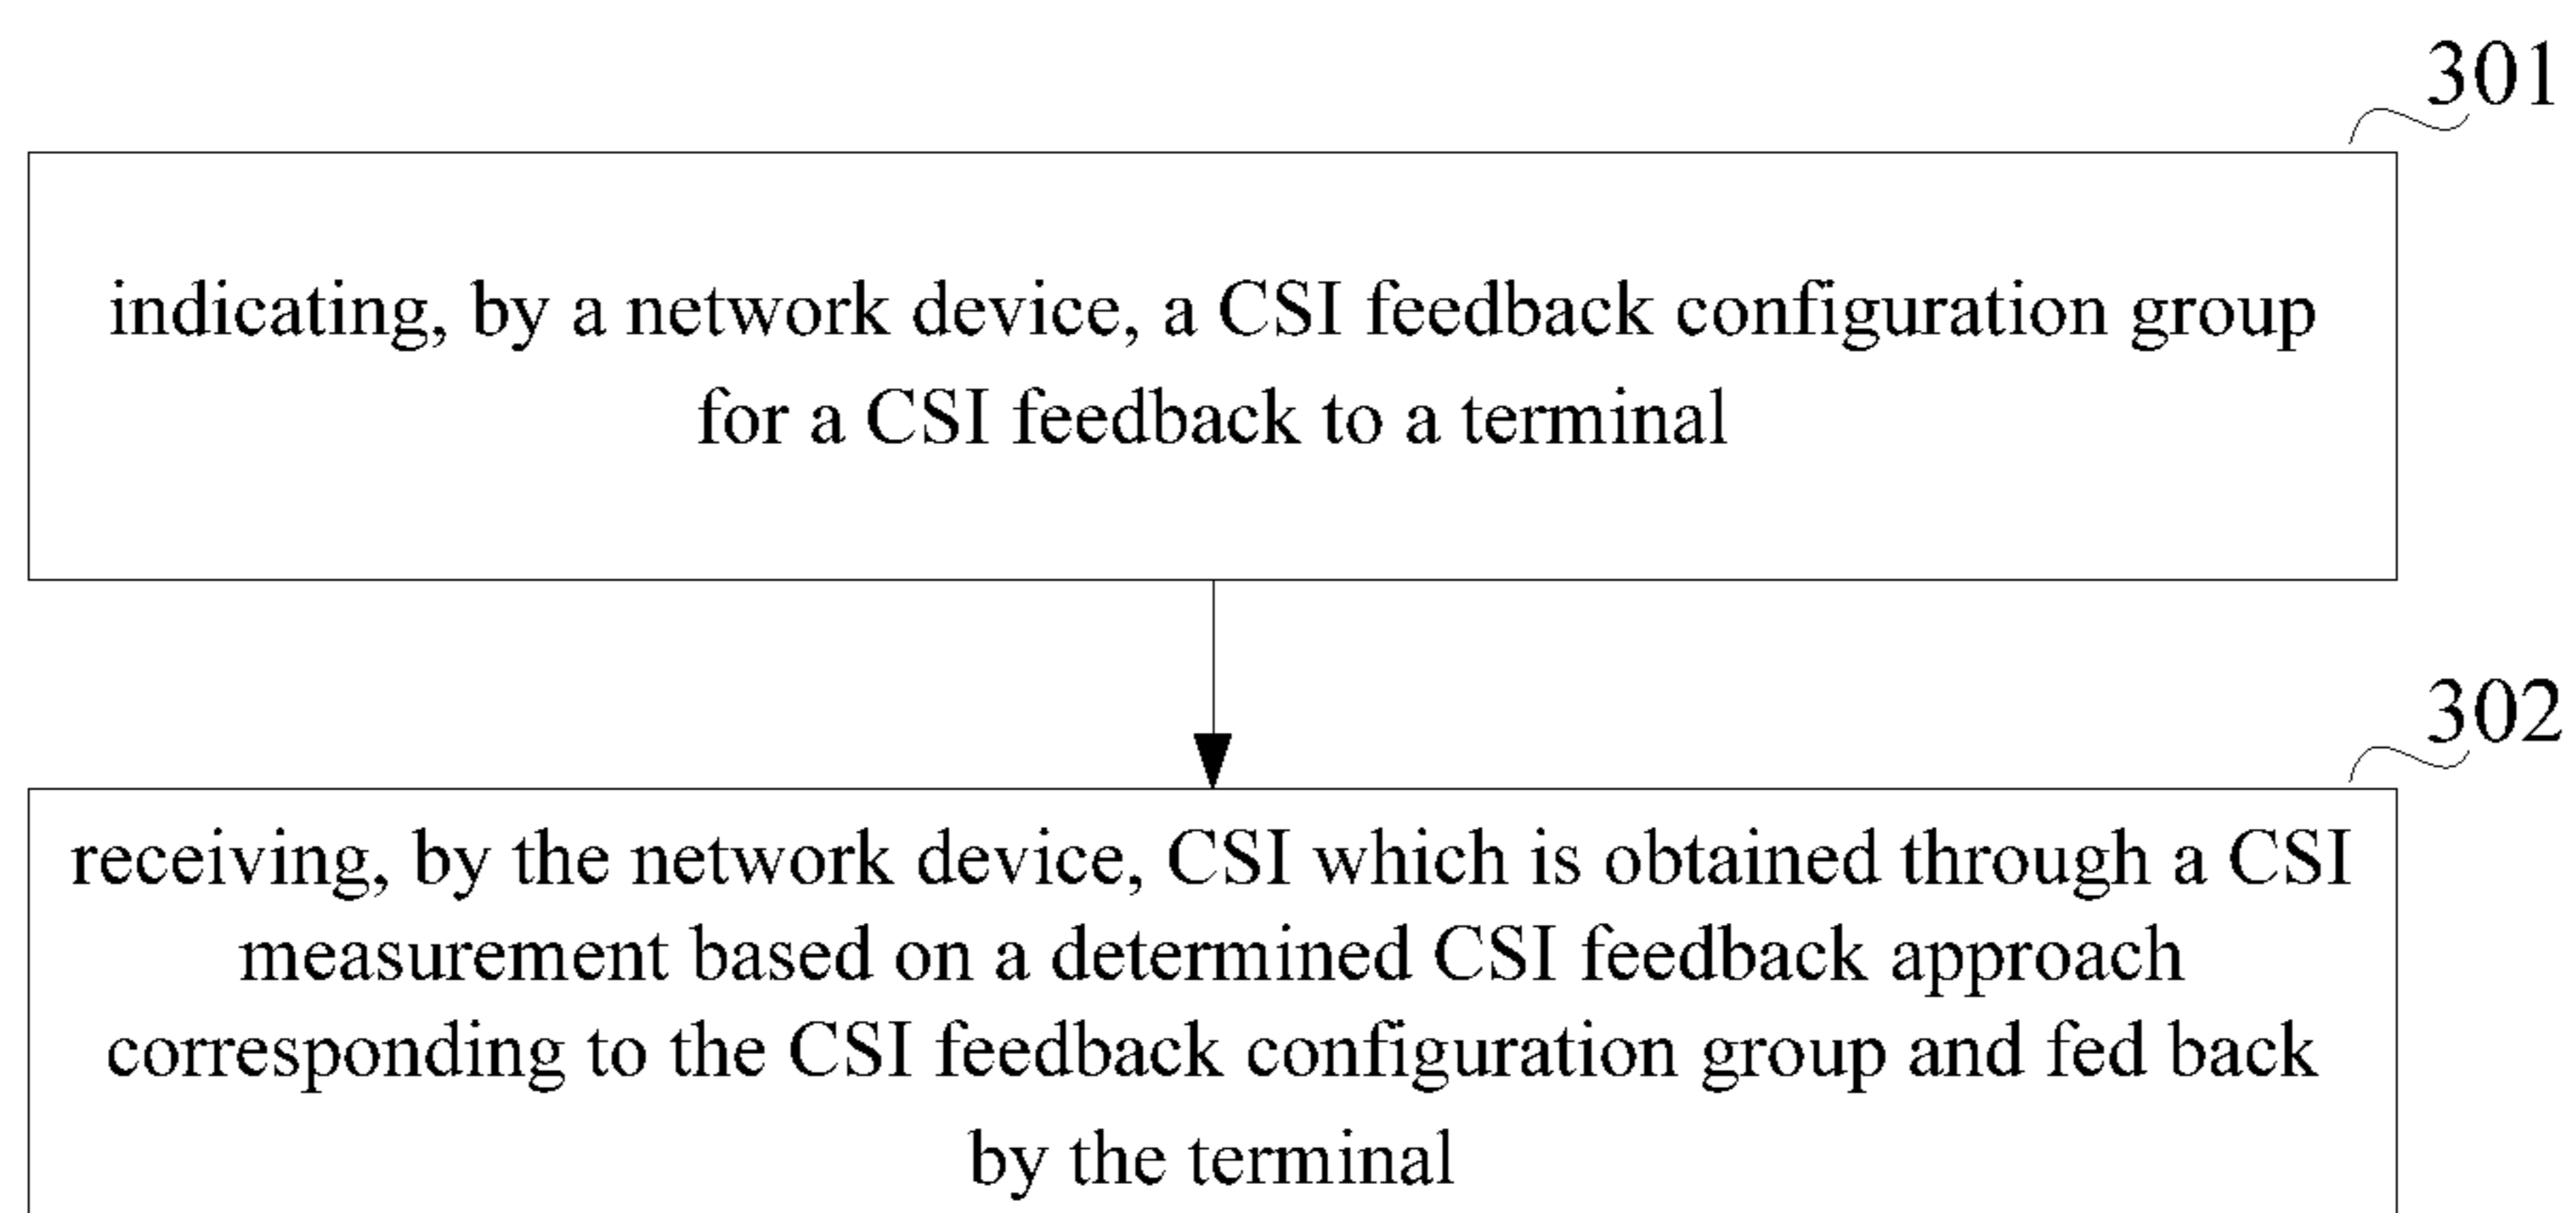 301
indicating, by a network device, a CSI feedback configuration group
for a CSI feedback to a terminal
302
receiving, by the network device, CSI which is obtained through a CSI
measurement based on a determined CSI feedback approach
corresponding to the CSI feedback configuration group and fed back
by the terminal